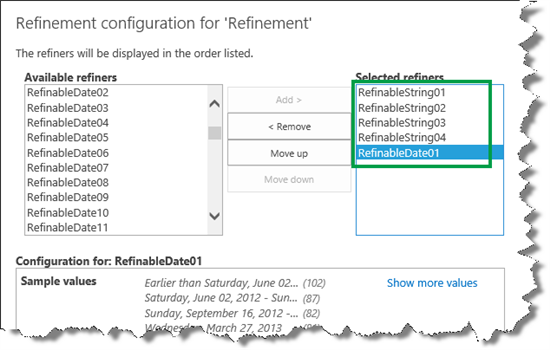 Refinement configuration for 'Refinement'
The refiners will be displayed in the order listed.
Available refiners
RefinableDate02
RefinableDate03
RefinableDate04
RefinableDate05
RefinableDate06
RefinableDate07
RefinableDate08
RefinableDate09
RefinableDate10
RefinableDate11
Add >
< Remove
Move up
Move down
Selected refiners
RefinableString01
RefinableString02
RefinableString03
RefinableString04
RefinableDate01
Configuration for: RefinableDate01
Sample values
Earlier than Saturday, June 02... (102)
Saturday, June 02, 2012 - Sun... (87)
Sunday, September 16, 2012 -... (82)
Wednesday, March 27, 2013
Show more values